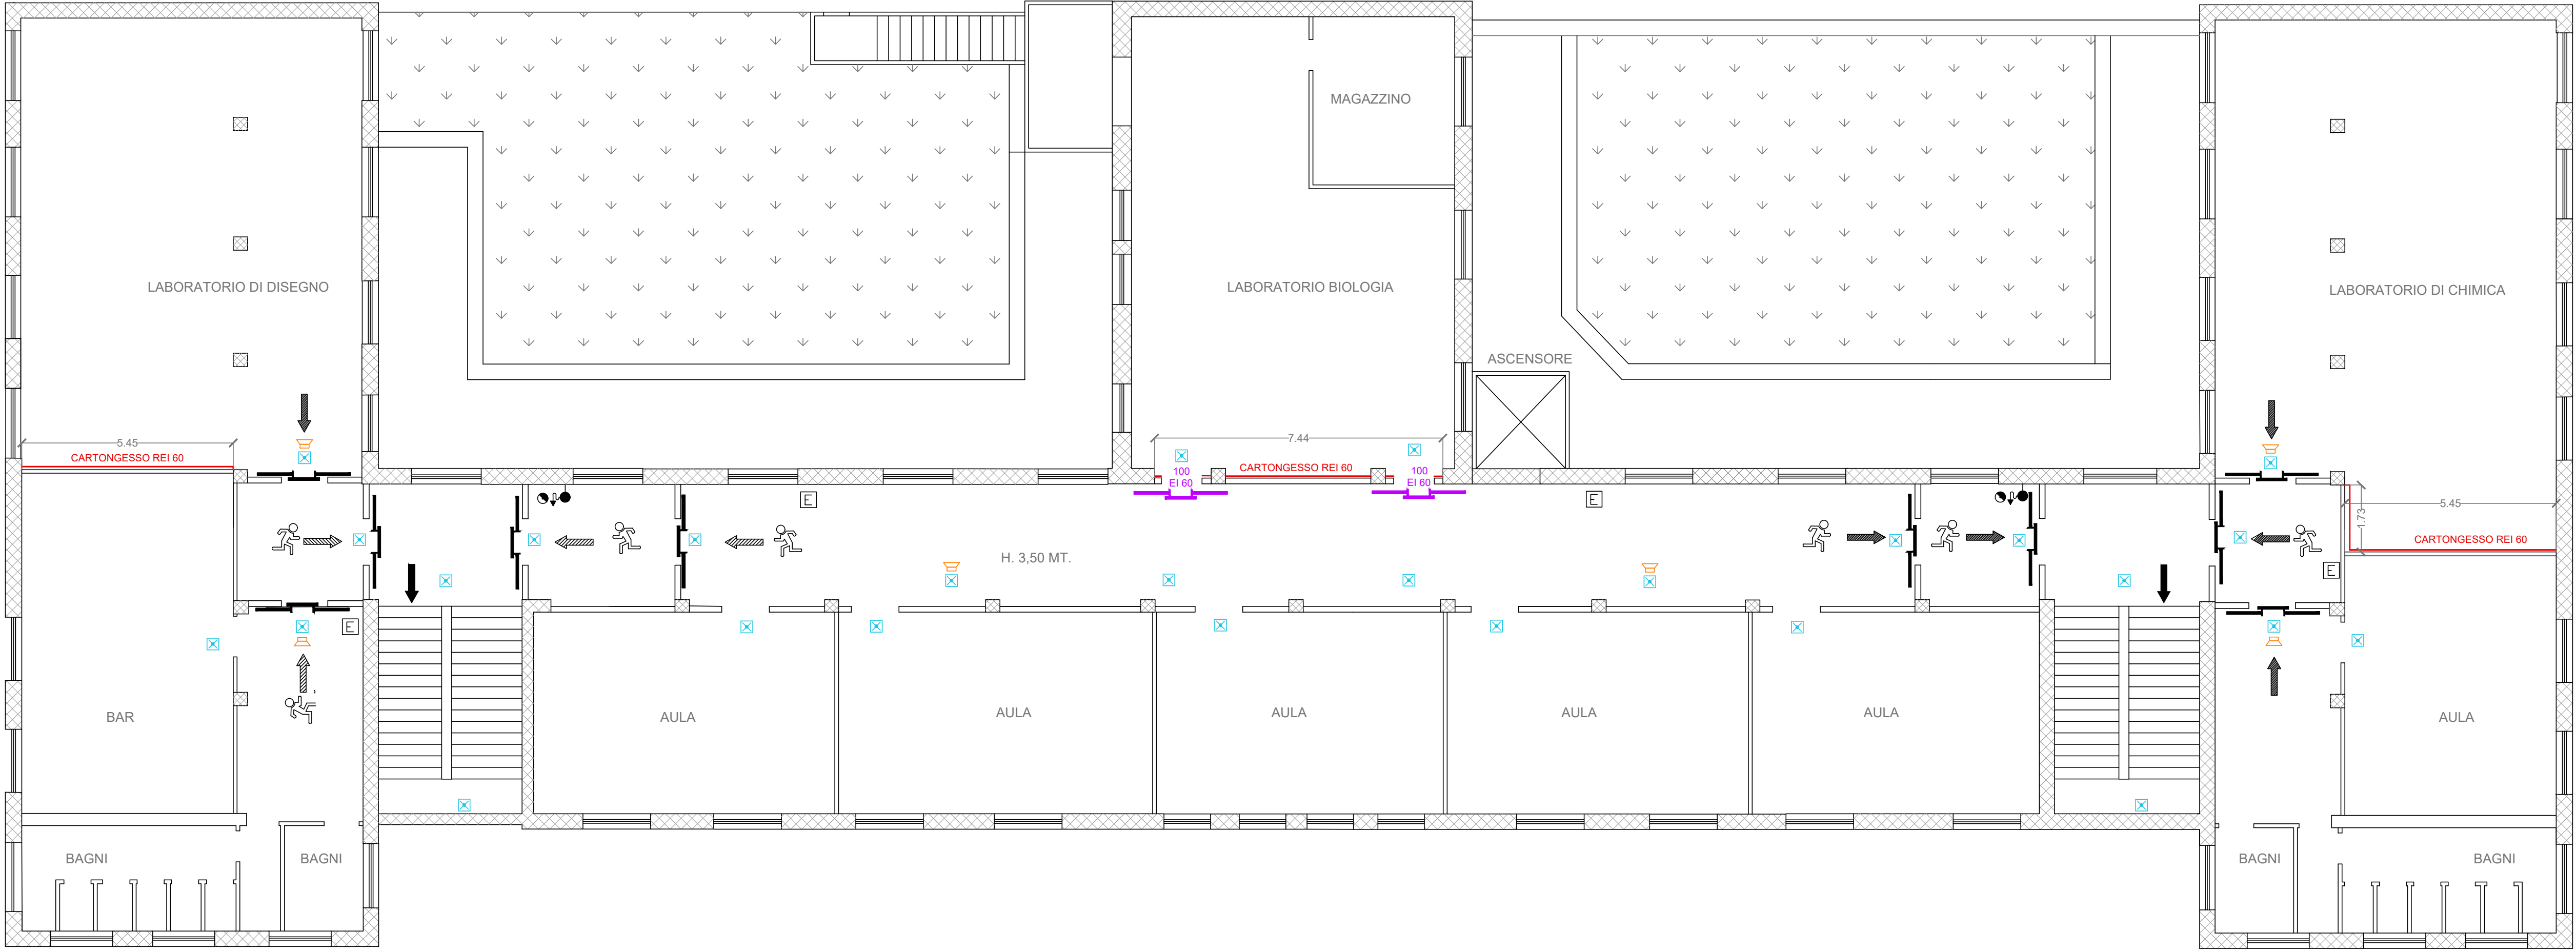 MAGAZZINO
LABORATORIO DI DISEGNO
LABORATORIO BIOLOGIA
LABORATORIO DI CHIMICA
ASCENSORE
5.45
CARTONGESSO REI 60
7.44
100
EI 60
CARTONGESSO REI 60
100
EI 60
5.45
1.73
CARTONGESSO REI 60
E
E
H. 3,50 MT.
E
E
BAR
AULA
AULA
AULA
AULA
AULA
AULA
BAGNI
BAGNI
BAGNI
BAGNI